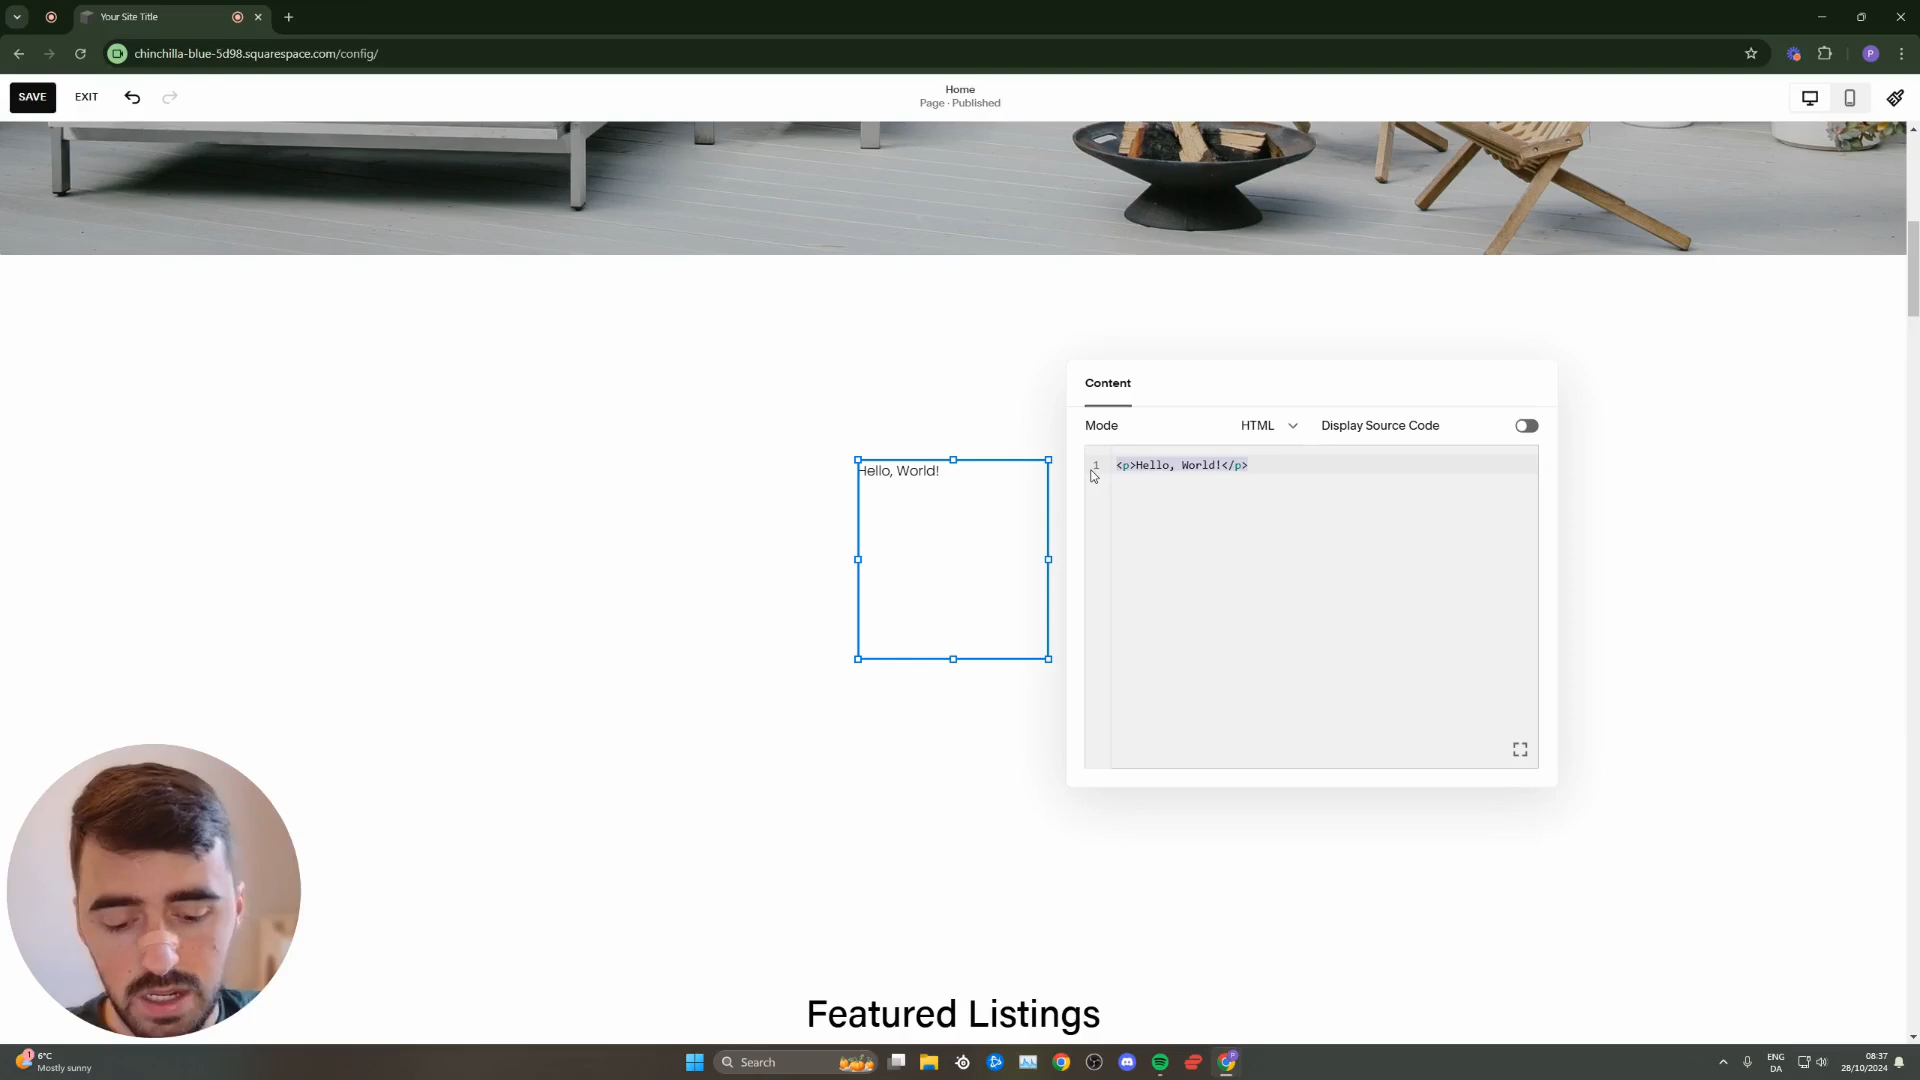 Your Site Title
chinchilla-blue-5d98.squarespace.com/config/
P
SAVE
EXIT
Home
Page · Published
Content
Mode
HTML
Display Source Code
1
<p>Hello, World!</p>
Hello, World!
Featured Listings
1
6°C
Mostly sunny
Search
ENG
DA
08:37
28/10/2024